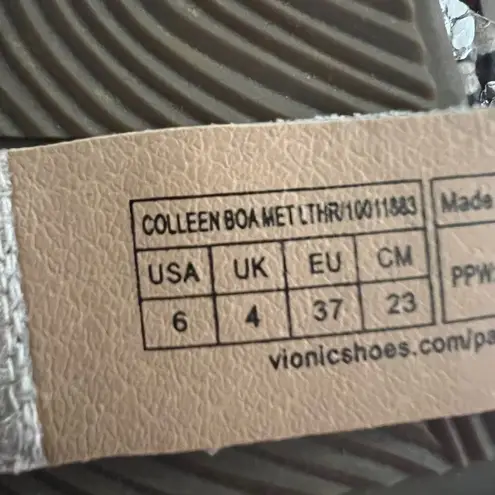 COLLEEN BOA MET LTHR/10011883
Made
USA UK EU CM
PPW
6 4 37 23
vionicshoes.com/pa